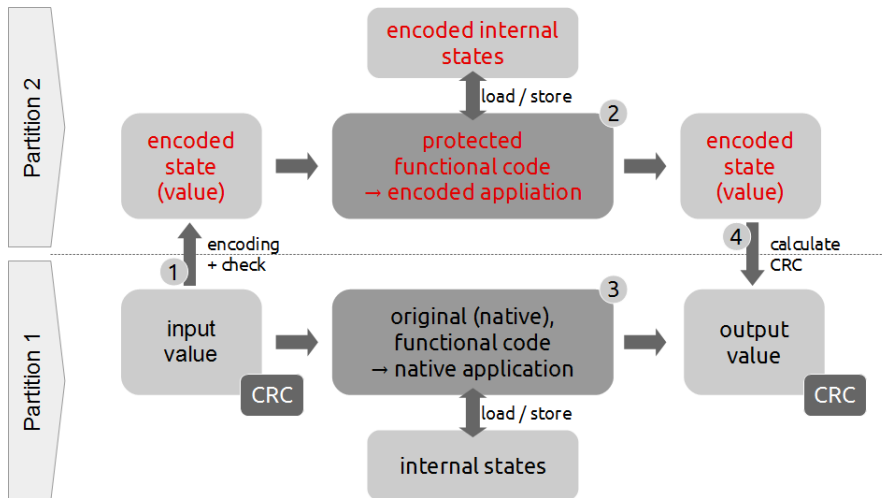 Partition 2
encoded internal
states
load / store
2
encoded
state
(value)
protected
functional code
→ encoded appliation
encoded
state
(value)
1
encoding
+ check
4
calculate
CRC
Partition 1
3
input
value
CRC
original (native),
functional code
→ native application
output
value
CRC
load / store
internal states